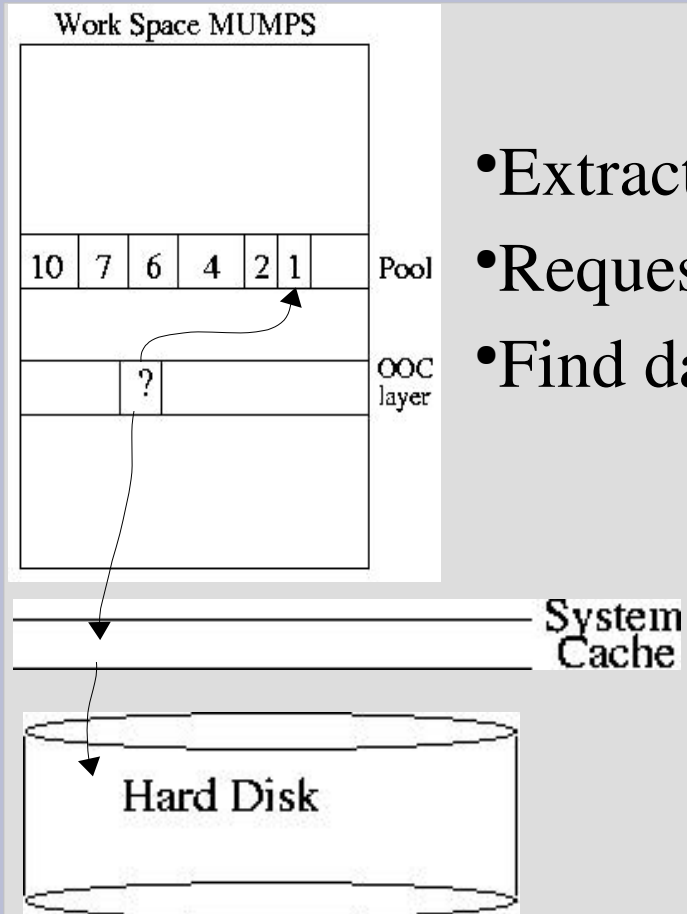 Work Space MUMPS
10 7 6 4 2 1
Pool
?
OOC
layer
•Extract
•Reques
•Find da
System
Cache
Hard Disk